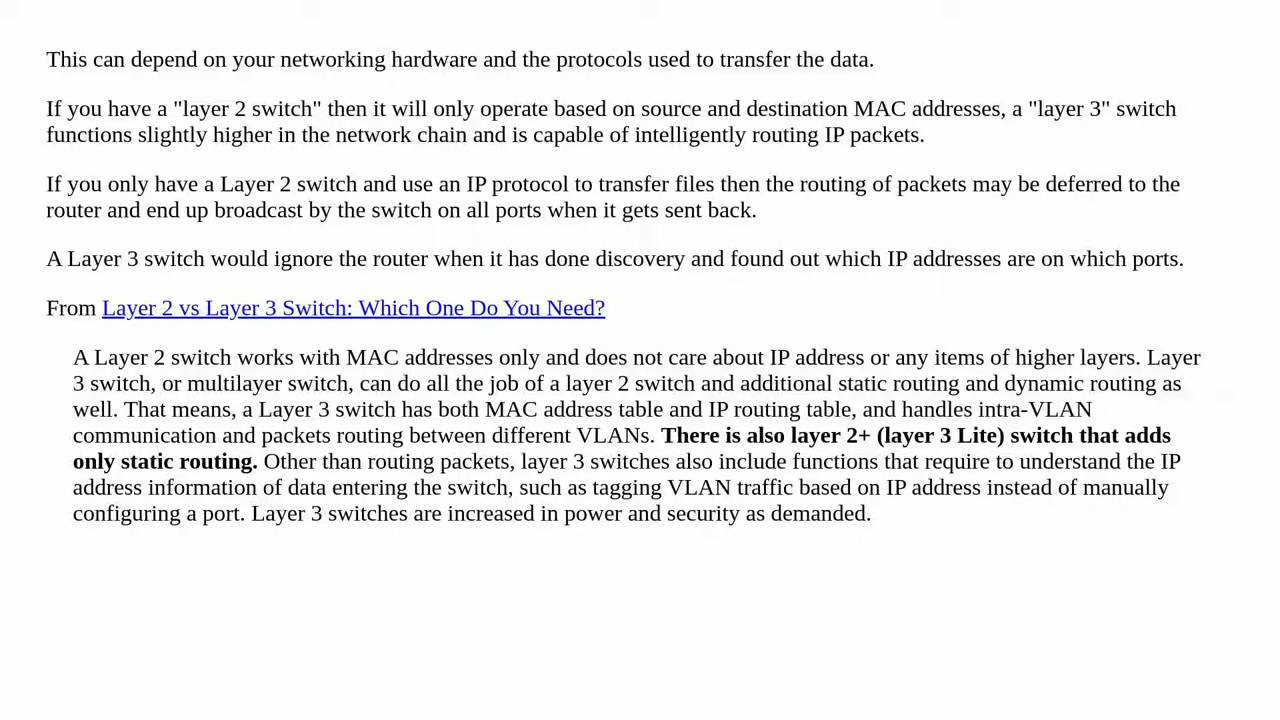 This can depend on your networking hardware and the protocols used to transfer the data.
If you have a "layer 2 switch" then it will only operate based on source and destination MAC addresses, a "layer 3" switch
functions slightly higher in the network chain and is capable of intelligently routing IP packets.
If you only have a Layer 2 switch and use an IP protocol to transfer files then the routing of packets may be deferred to the
router and end up broadcast by the switch on all ports when it gets sent back.
A Layer 3 switch would ignore the router when it has done discovery and found out which IP addresses are on which ports.
From Layer 2 vs Layer 3 Switch: Which One Do You Need?
A Layer 2 switch works with MAC addresses only and does not care about IP address or any items of higher layers. Layer
3 switch, or multilayer switch, can do all the job of a layer 2 switch and additional static routing and dynamic routing as
well. That means, a Layer 3 switch has both MAC address table and IP routing table, and handles intra-VLAN
communication and packets routing between different VLANs. There is also layer 2+ (layer 3 Lite) switch that adds
only static routing. Other than routing packets, layer 3 switches also include functions that require to understand the IP
address information of data entering the switch, such as tagging VLAN traffic based on IP address instead of manually
configuring a port. Layer 3 switches are increased in power and security as demanded.